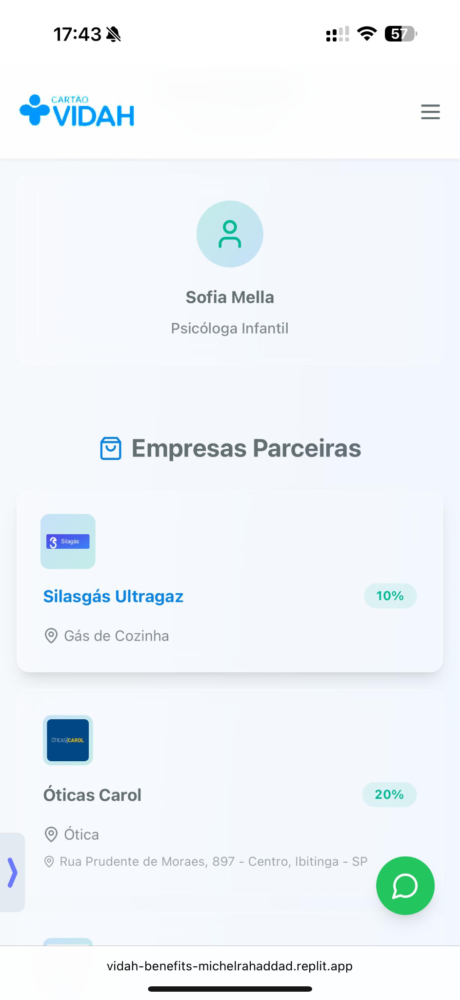 17:43
57
CARTÃO
VIDAH
Sofia Mella
Psicóloga Infantil
Empresas Parceiras
Silagás
Silasgás Ultragaz
10%
Gás de Cozinha
ÓTICAS|CAROL
Óticas Carol
20%
Ótica
Rua Prudente de Moraes, 897 - Centro, Ibitinga - SP
vidah-benefits-michelrahaddad.replit.app